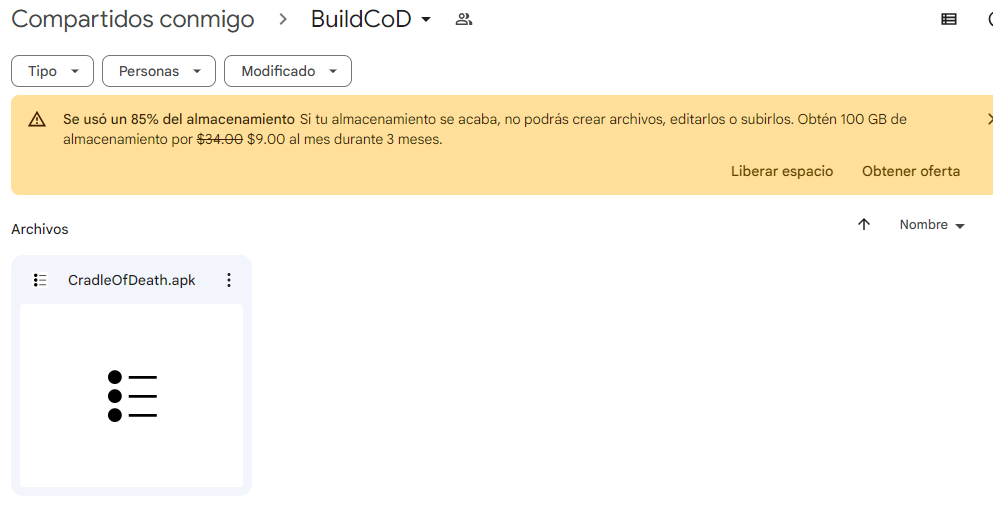 Compartidos conmigo > BuildCoD
Tipo Personas Modificado
Se usó un 85% del almacenamiento Si tu almacenamiento se acaba, no podrás crear archivos, editarlos o subirlos. Obtén 100 GB de
almacenamiento por $34.00 $9.00 al mes durante 3 meses.
Liberar espacio Obtener oferta
Archivos Nombre
CradleOfDeath.apk